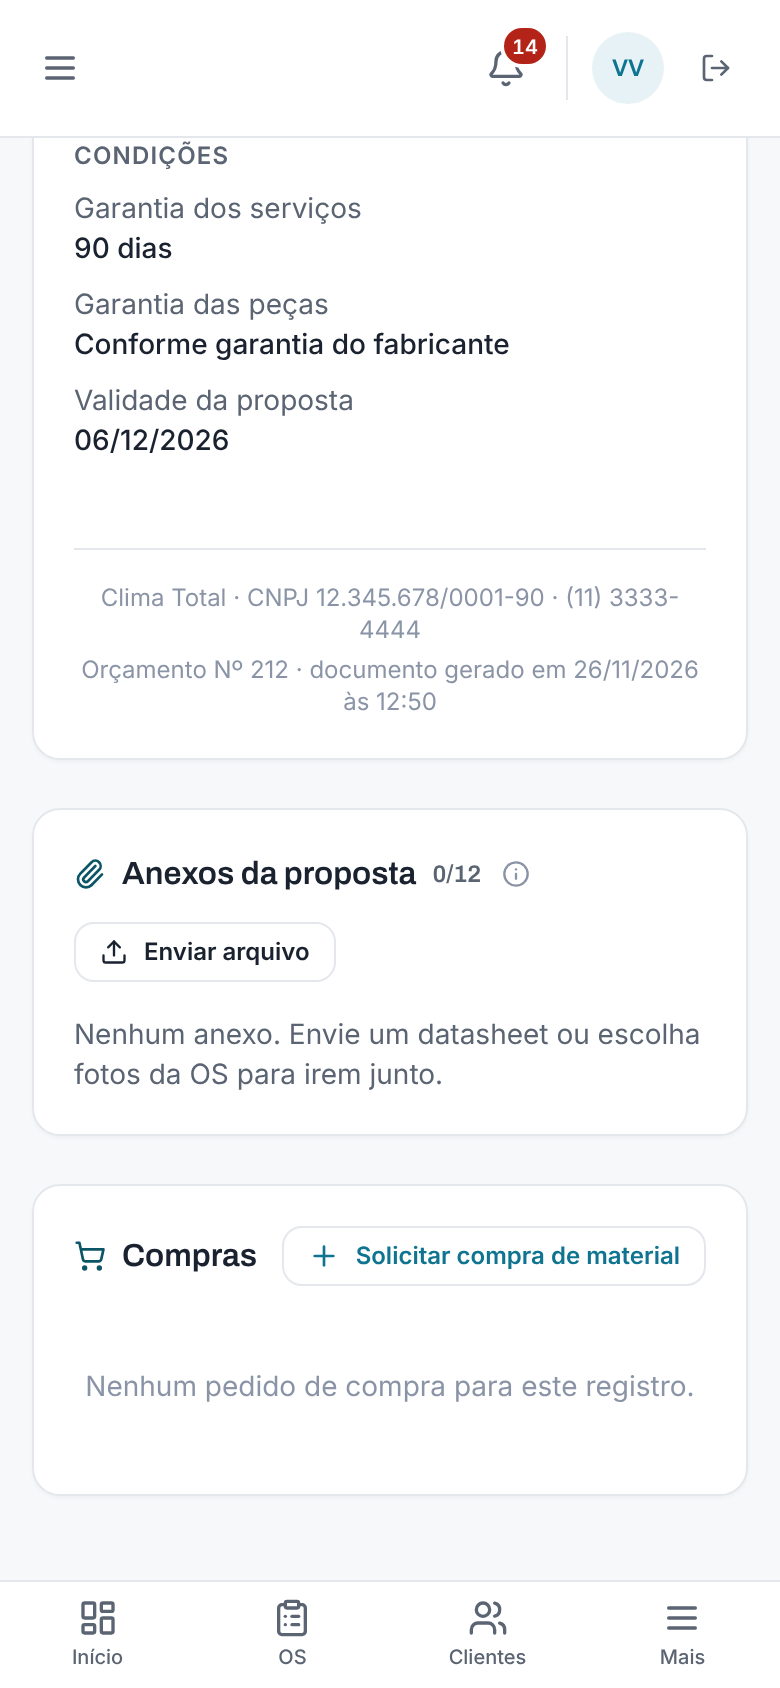 14
VV
CONDIÇÕES
Garantia dos serviços
90 dias
Garantia das peças
Conforme garantia do fabricante
Validade da proposta
06/12/2026
Clima Total · CNPJ 12.345.678/0001-90 · (11) 3333-
4444
Orçamento Nº 212 · documento gerado em 26/11/2026
às 12:50
Anexos da proposta 0/12
Enviar arquivo
Nenhum anexo. Envie um datasheet ou escolha
fotos da OS para irem junto.
Compras
Solicitar compra de material
Nenhum pedido de compra para este registro.
Início
OS
Clientes
Mais